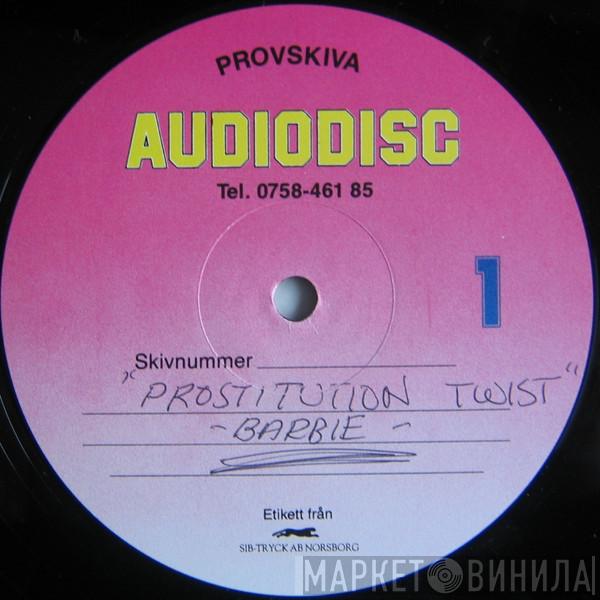 PROVSKIVA
AUDIODISC
Tel. 0758-461 85
1
Skivnummer
"PROSTITUTION TWIST"
- BARBIE -
Etikett från
SIB-TRYCK AB NORSBORG
МАРКЕТ ВИНИЛА